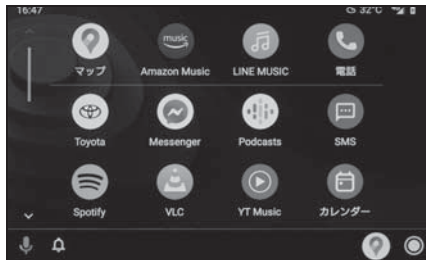 16:47 32°C
マップ Amazon Music LINE MUSIC 電話
Toyota Messenger Podcasts SMS
Spotify VLC YT Music カレンダー